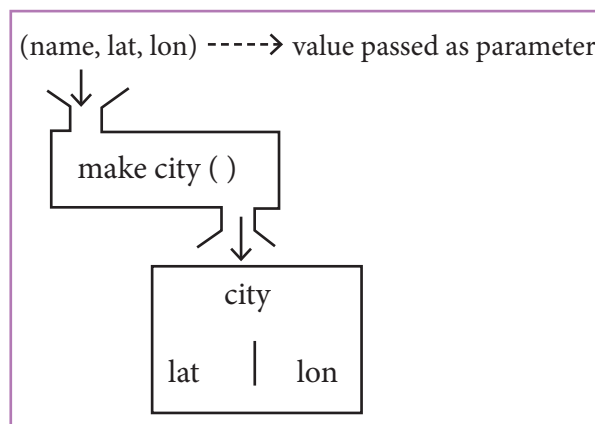 (name, lat, lon) → value passed as parameter
make city ( )
city
lat | lon